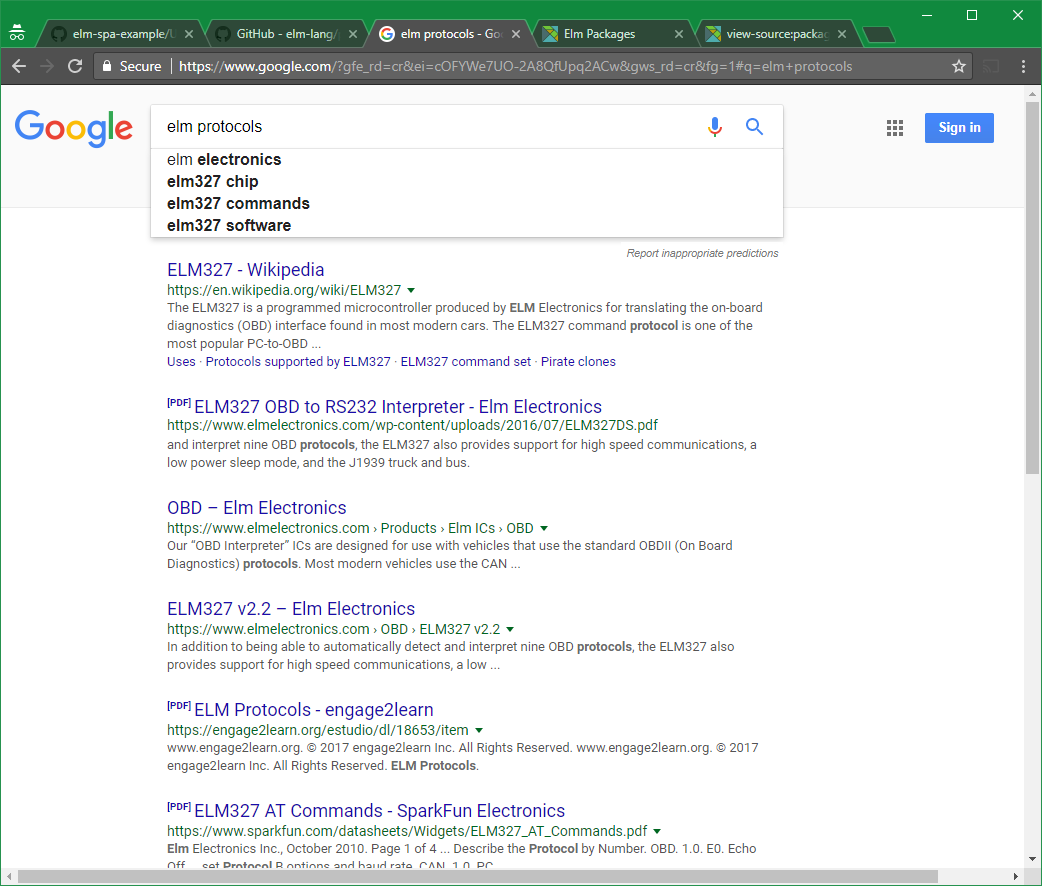 elm-spa-example/
GitHub - elm-lang/
elm protocols - Goo
Elm Packages
view-source:packag
Secure
https://www.google.com/?gfe_rd=cr&ei=cOFYWe7UO-2A8QfUpq2ACw&gws_rd=cr&fg=1#q=elm+protocols
Google
elm protocols
Sign in
elm electronics
elm327 chip
elm327 commands
elm327 software
Report inappropriate predictions
ELM327 - Wikipedia
https://en.wikipedia.org/wiki/ELM327
The ELM327 is a programmed microcontroller produced by ELM Electronics for translating the on-board
diagnostics (OBD) interface found in most modern cars. The ELM327 command protocol is one of the
most popular PC-to-OBD ...
Uses · Protocols supported by ELM327 · ELM327 command set · Pirate clones
[PDF] ELM327 OBD to RS232 Interpreter - Elm Electronics
https://www.elmelectronics.com/wp-content/uploads/2016/07/ELM327DS.pdf
and interpret nine OBD protocols, the ELM327 also provides support for high speed communications, a
low power sleep mode, and the J1939 truck and bus.
OBD – Elm Electronics
https://www.elmelectronics.com › Products › Elm ICs › OBD
Our “OBD Interpreter” ICs are designed for use with vehicles that use the standard OBDII (On Board
Diagnostics) protocols. Most modern vehicles use the CAN ...
ELM327 v2.2 – Elm Electronics
https://www.elmelectronics.com › OBD › ELM327 v2.2
In addition to being able to automatically detect and interpret nine OBD protocols, the ELM327 also
provides support for high speed communications, a low ...
[PDF] ELM Protocols - engage2learn
https://engage2learn.org/estudio/dl/18653/item
www.engage2learn.org. © 2017 engage2learn Inc. All Rights Reserved. www.engage2learn.org. © 2017
engage2learn Inc. All Rights Reserved. ELM Protocols.
[PDF] ELM327 AT Commands - SparkFun Electronics
https://www.sparkfun.com/datasheets/Widgets/ELM327_AT_Commands.pdf
Elm Electronics Inc., October 2010. Page 1 of 4 ... Describe the Protocol by Number. OBD. 1.0. E0. Echo
Off ... set Protocol B options and baud rate. CAN. 1.0. PC.